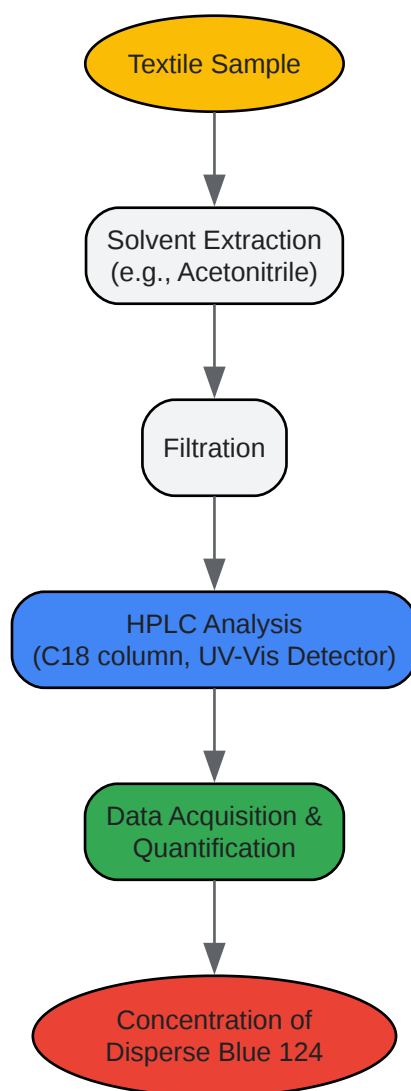 Textile Sample
Solvent Extraction
(e.g., Acetonitrile)
Filtration
HPLC Analysis
(C18 column, UV-Vis Detector)
Data Acquisition &
Quantification
Concentration of
Disperse Blue 124